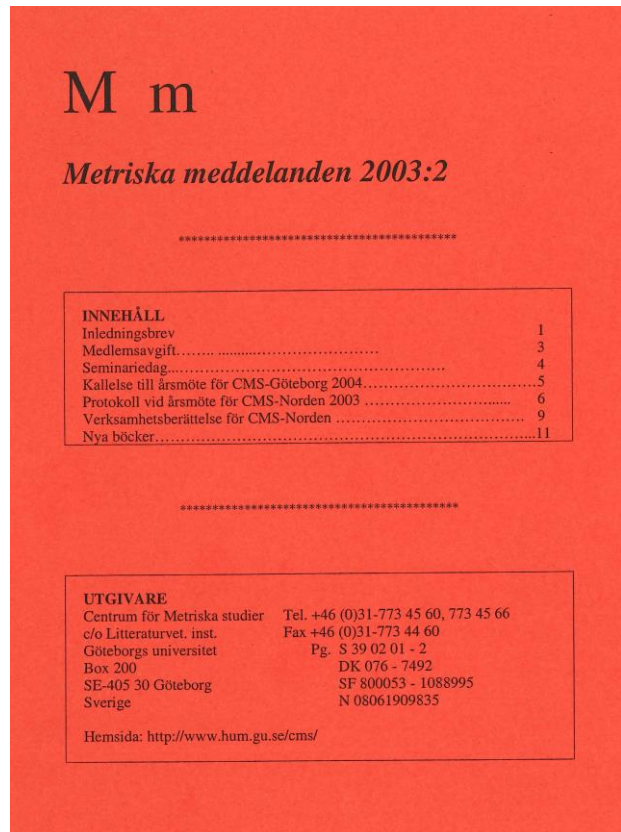 M m
Metriska meddelanden 2003:2
*******************************************
INNEHÅLL
Inledningsbrev 1
Medlemsavgift…….. ...........…………………… 3
Seminariedag...………………………………………. 4
Kallelse till årsmöte för CMS-Göteborg 2004……………………………5
Protokoll vid årsmöte för CMS-Norden 2003 ……………………...... 6
Verksamhetsberättelse för CMS-Norden ……………………………… 9
Nya böcker………………………………………………………………...11
*******************************************
UTGIVARE
Centrum för Metriska studier Tel. +46 (0)31-773 45 60, 773 45 66
c/o Litteraturvet. inst. Fax +46 (0)31-773 44 60
Göteborgs universitet Pg. S 39 02 01 - 2
Box 200 DK 076 - 7492
SE-405 30 Göteborg SF 800053 - 1088995
Sverige N 08061909835
Hemsida: http://www.hum.gu.se/cms/